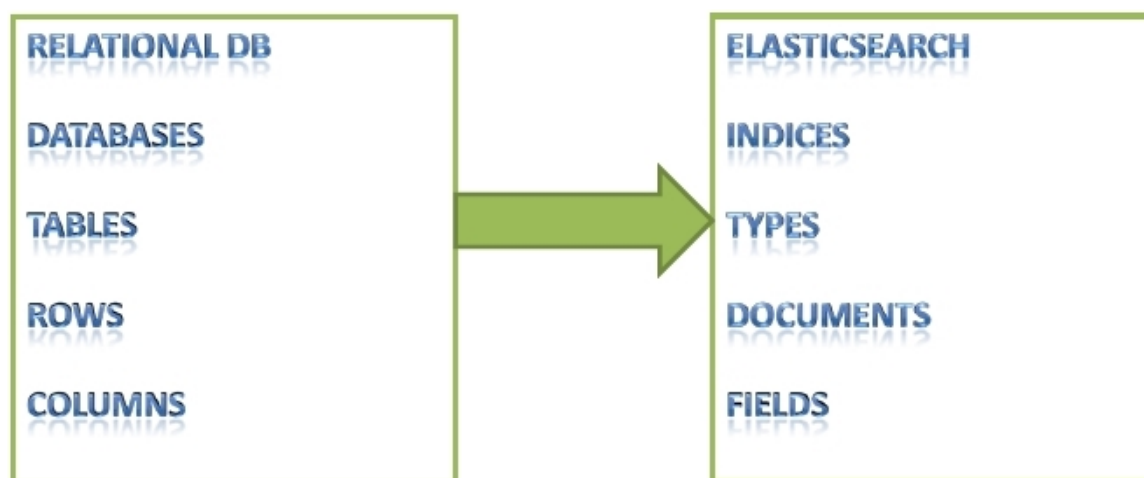 RELATIONAL DB
DATABASES
TABLES
ROWS
COLUMNS
ELASTICSEARCH
INDICES
TYPES
DOCUMENTS
FIELDS